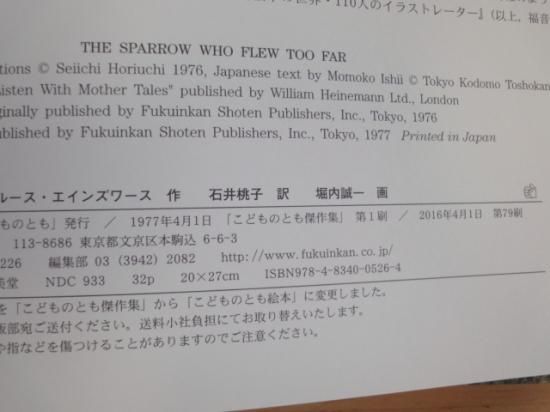 の世界・110人のイラストレーター』(以上、福音
THE SPARROW WHO FLEW TOO FAR
tions © Seiichi Horiuchi 1976, Japanese text by Momoko Ishii © Tokyo Kodomo Toshokan
Listen With Mother Tales" published by William Heinemann Ltd., London
ginally published by Fukuinkan Shoten Publishers, Inc., Tokyo, 1976
ublished by Fukuinkan Shoten Publishers, Inc., Tokyo, 1977 Printed in Japan
ルース・エインズワース 作 石井桃子 訳 堀内誠一 画
ものとも」発行 / 1977年4月1日 「こどものとも傑作集」 第1刷 / 2016年4月1日 第79刷
113-8686 東京都文京区本駒込 6-6-3
226 編集部 03 (3942) 2082 http://www.fukuinkan.co.jp/
美堂 NDC 933 32p 20×27cm ISBN978-4-8340-0526-4
を「こどものとも傑作集」から「こどものとも絵本」に変更しました。
版部宛ご送付ください。送料小社負担にてお取り替えいたします。
や指などを傷つけることがありますのでご注意ください。